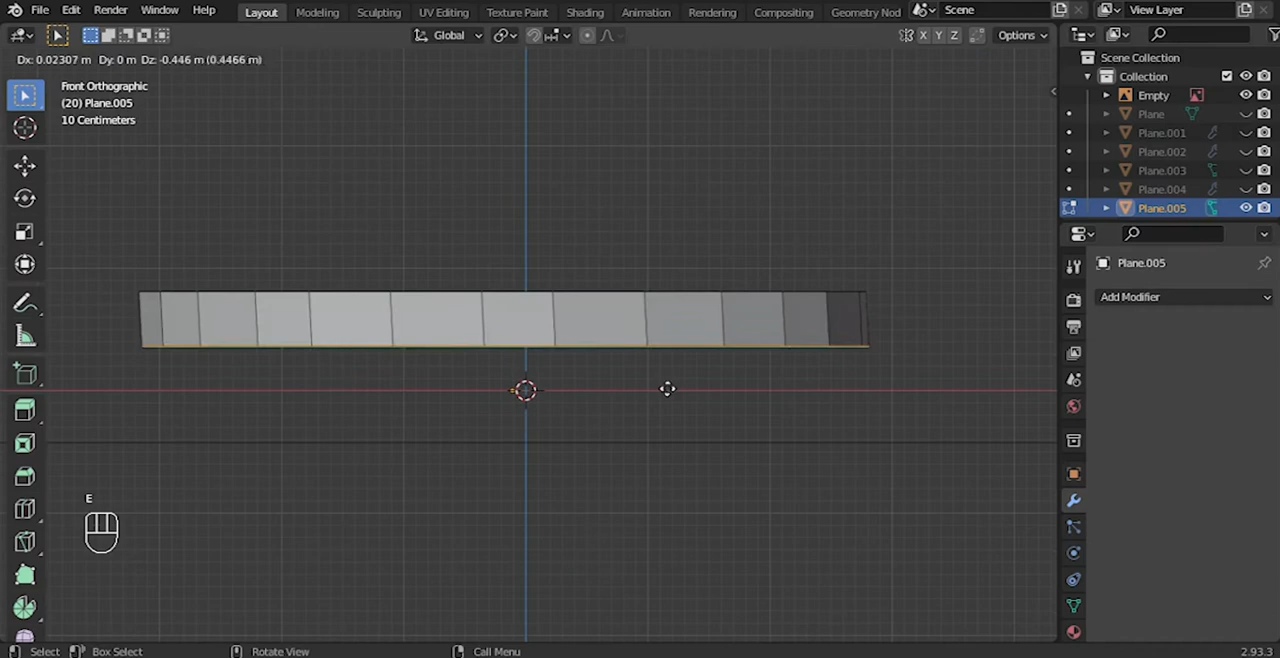 File Edit Render Window Help Layout Modeling Sculpting UV Editing Texture Paint Shading Animation Rendering Compositing Geometry Nod Scene View Layer
Global X Y Z Options
Dx: 0.02307 m Dy: 0 m Dz: -0.446 m (0.4466 m)
Front Orthographic
(20) Plane.005
10 Centimeters
Scene Collection
Collection
Empty
Plane
Plane.001
Plane.002
Plane.003
Plane.004
Plane.005
Plane.005
Add Modifier
E
Select Box Select Rotate View Call Menu 2.93.3